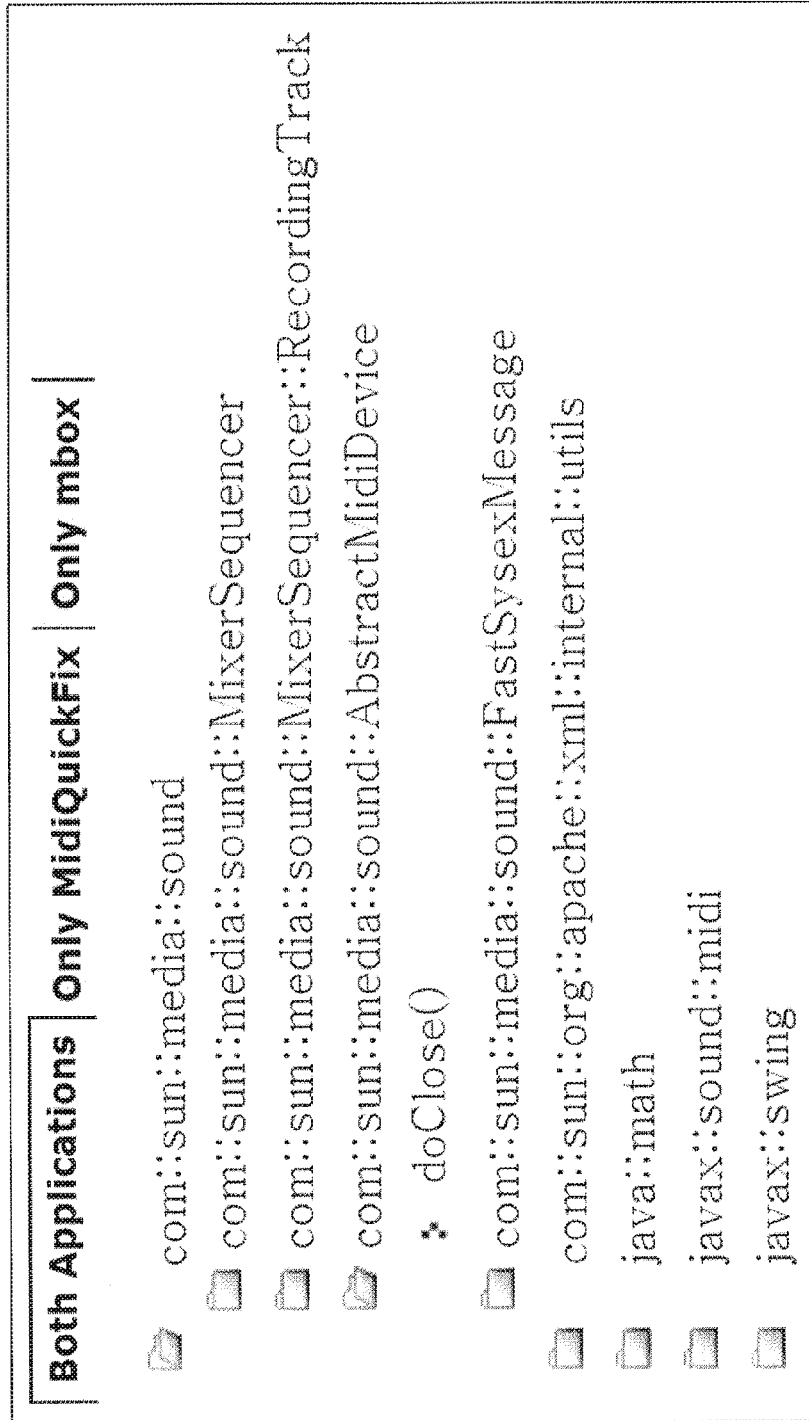 Both Applications | Only MidiQuickFix | Only mbox |
com::sun::media::sound
com::sun::media::sound::MixerSequencer
com::sun::media::sound::MixerSequencer::RecordingTrack
com::sun::media::sound::AbstractMidiDevice
doClose()
com::sun::media::sound::FastSysexMessage
com::sun::org::apache::xml::internal::utils
java::math
javax::sound::midi
javax::swing